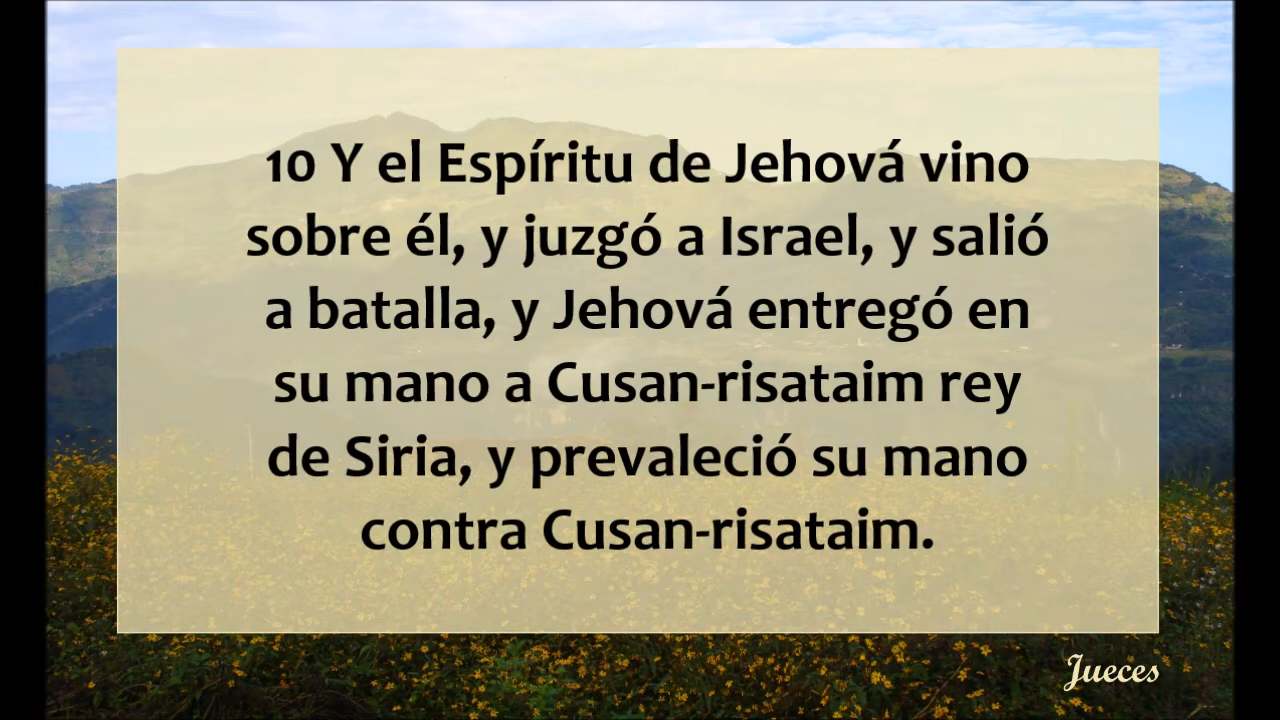 10 Y el Espíritu de Jehová vino
sobre él, y juzgó a Israel, y salió
a batalla, y Jehová entregó en
su mano a Cusan-risataim rey
de Siria, y prevaleció su mano
contra Cusan-risataim.
Jueces